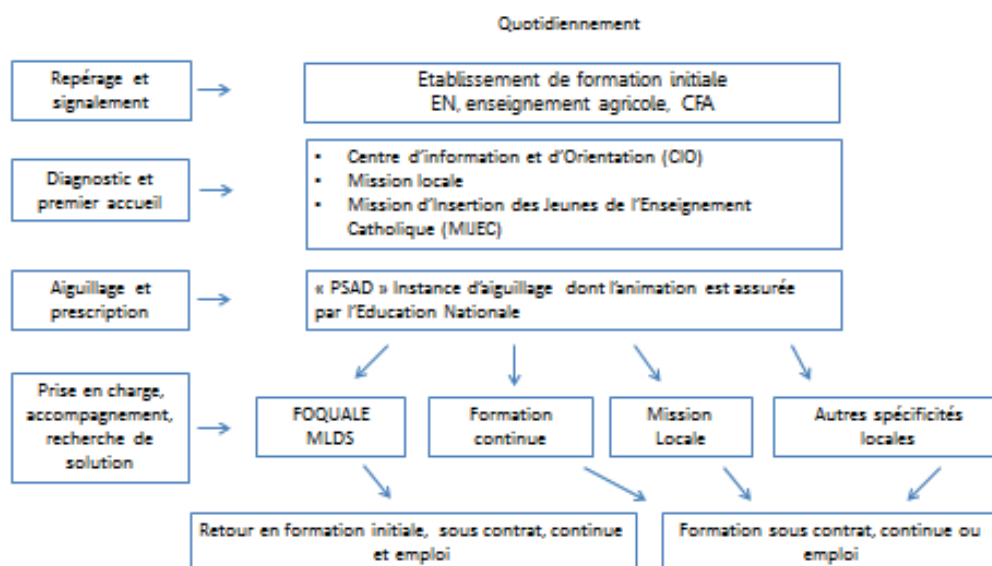 Quotidiennement
Repérage et
signalement
Etablissement de formation initiale
EN, enseignement agricole, CFA
Diagnostic et
premier accueil
• Centre d'information et d'Orientation (CIO)
• Mission locale
• Mission d'Insertion des Jeunes de l'Enseignement
Catholique (MIJEC)
Aiguillage et
prescription
« PSAD » Instance d'aiguillage dont l'animation est assurée
par l'Education Nationale
Prise en charge,
accompagnement,
recherche de
solution
FOQUALE
MLDS
Formation
continue
Mission
Locale
Autres spécificités
locales
Retour en formation initiale, sous contrat, continue
et emploi
Formation sous contrat, continue ou
emploi